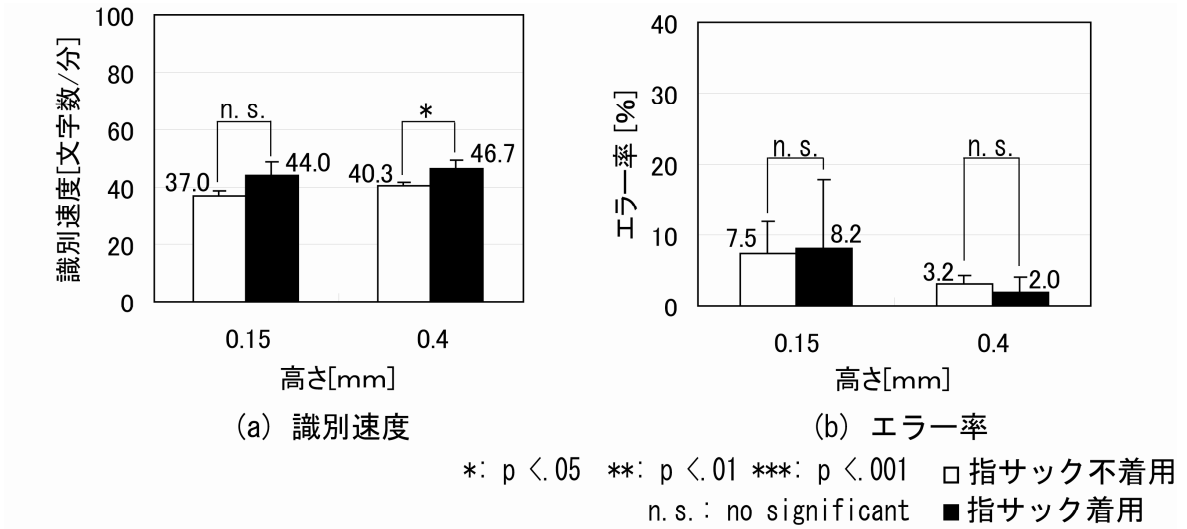 100
80
60
40
20
0
識別速度[文字数/分]
n.s.
*
37.0
44.0
40.3
46.7
0.15
0.4
高さ[mm]
(a) 識別速度
40
30
20
10
0
エラー率 [%]
n.s.
n.s.
7.5
8.2
3.2
2.0
0.15
0.4
高さ[mm]
(b) エラー率
*: p <.05 **: p <.01 ***: p <.001 □指サック不着用
n.s.: no significant ■指サック着用